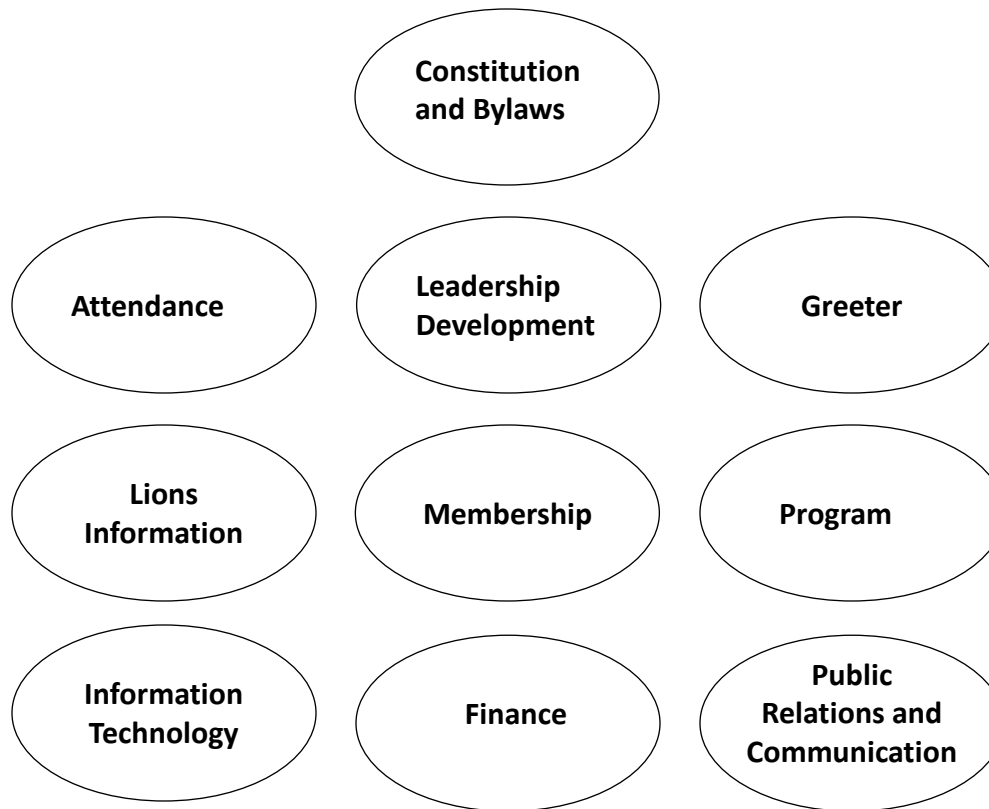 Constitution
and Bylaws
Attendance
Leadership
Development
Greeter
Lions
Information
Membership
Program
Information
Technology
Finance
Public
Relations and
Communication